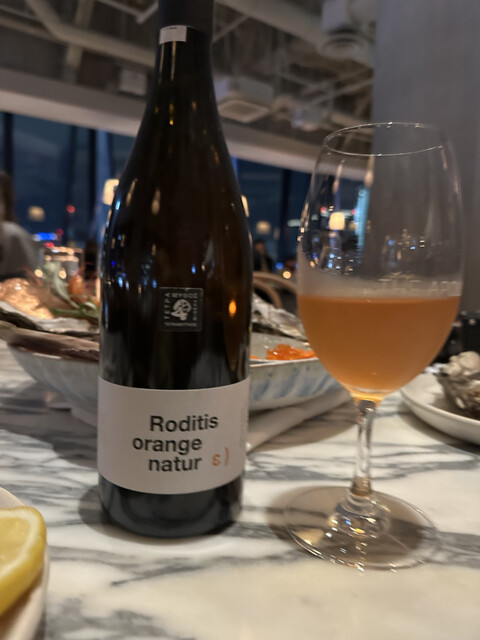 Roditis
orange
natur ε)